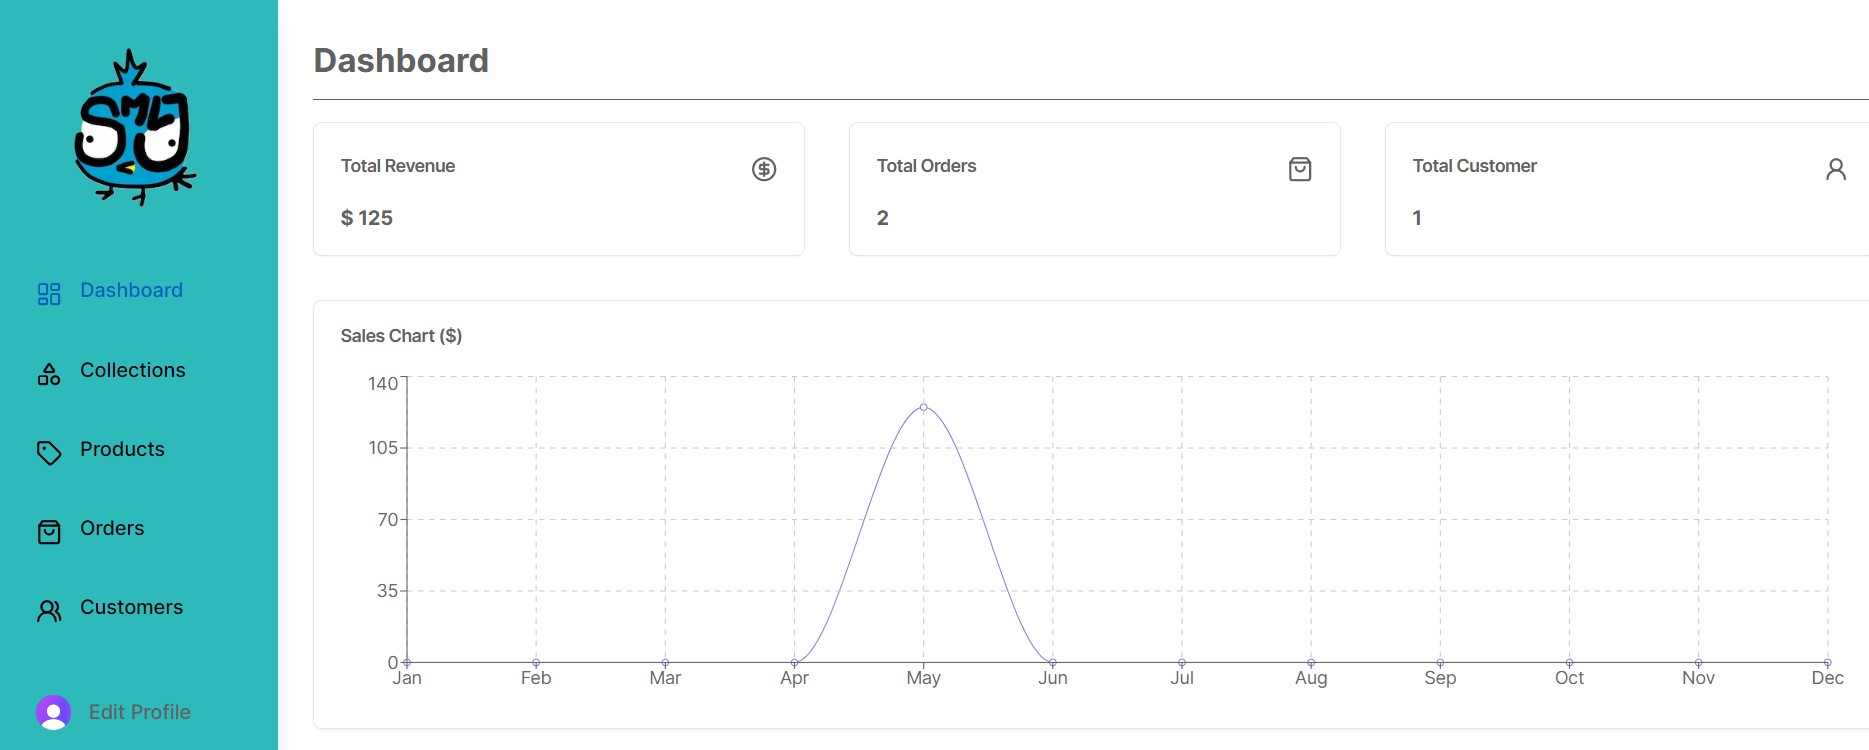 SMLJ
Dashboard
Collections
Products
Orders
Customers
Edit Profile
Dashboard
Total Revenue
$ 125
Total Orders
2
Total Customer
1
Sales Chart ($)
140
105
70
35
0
Jan Feb Mar Apr May Jun Jul Aug Sep Oct Nov Dec